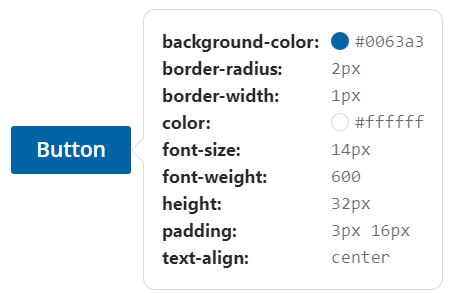 Button
background-color: #0063a3
border-radius: 2px
border-width: 1px
color: #ffffff
font-size: 14px
font-weight: 600
height: 32px
padding: 3px 16px
text-align: center